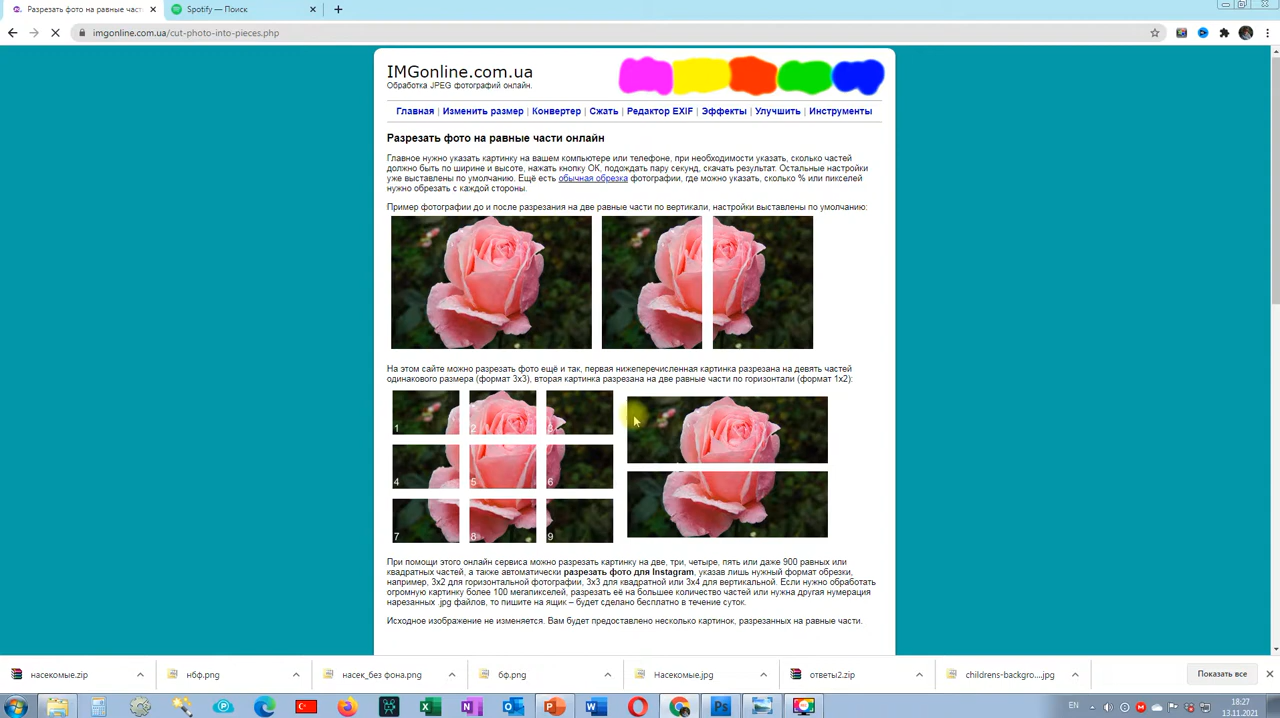 Разрезать фото на равные част
Spotify — Поиск
imgonline.com.ua/cut-photo-into-pieces.php
IMGonline.com.ua
Обработка JPEG фотографий онлайн.
Главная | Изменить размер | Конвертер | Сжать | Редактор EXIF | Эффекты | Улучшить | Инструменты
Разрезать фото на равные части онлайн
Главное нужно указать картинку на вашем компьютере или телефоне, при необходимости указать, сколько частей
должно быть по ширине и высоте, нажать кнопку ОК, подождать пару секунд, скачать результат. Остальные настройки
уже выставлены по умолчанию. Ещё есть обычная обрезка фотографии, где можно указать, сколько % или пикселей
нужно обрезать с каждой стороны.
Пример фотографии до и после разрезания на две равные части по вертикали, настройки выставлены по умолчанию:
На этом сайте можно разрезать фото ещё и так, первая нижеперечисленная картинка разрезана на девять частей
одинакового размера (формат 3х3), вторая картинка разрезана на две равные части по горизонтали (формат 1х2):
1 2 3
4 5 6
7 8 9
При помощи этого онлайн сервиса можно разрезать картинку на две, три, четыре, пять или даже 900 равных или
квадратных частей, а также автоматически разрезать фото для Instagram, указав лишь нужный формат обрезки,
например, 3х2 для горизонтальной фотографии, 3х3 для квадратной или 3х4 для вертикальной. Если нужно обработать
огромную картинку более 100 мегапикселей, разрезать её на большее количество частей или нужна другая нумерация
нарезанных .jpg файлов, то пишите на ящик – будет сделано бесплатно в течение суток.
Исходное изображение не изменяется. Вам будет предоставлено несколько картинок, разрезанных на равные части.
насекомые.zip
нбф.png
насек_без фона.png
бф.png
Насекомые.jpg
ответы2.zip
childrens-backgro....jpg
Показать все
EN
18:27
13.11.2021